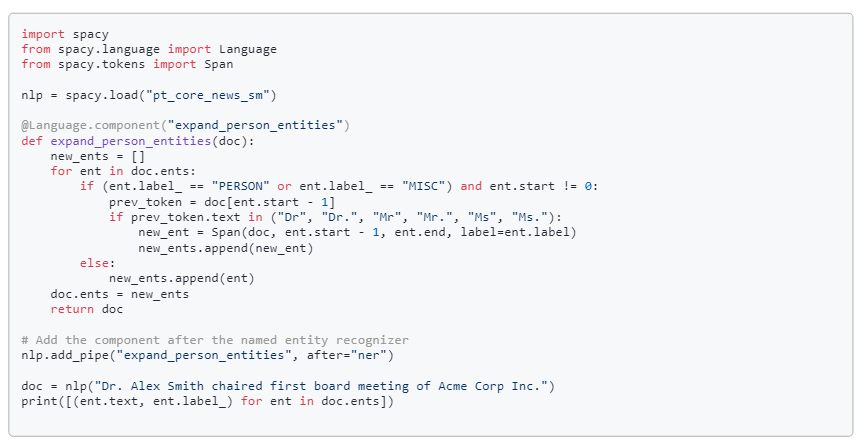 import spacy
from spacy.language import Language
from spacy.tokens import Span

nlp = spacy.load("pt_core_news_sm")

@Language.component("expand_person_entities")
def expand_person_entities(doc):
    new_ents = []
    for ent in doc.ents:
        if (ent.label_ == "PERSON" or ent.label_ == "MISC") and ent.start != 0:
            prev_token = doc[ent.start - 1]
            if prev_token.text in ("Dr", "Dr.", "Mr", "Mr.", "Ms", "Ms."):
                new_ent = Span(doc, ent.start - 1, ent.end, label=ent.label)
                new_ents.append(new_ent)
        else:
            new_ents.append(ent)
    doc.ents = new_ents
    return doc

# Add the component after the named entity recognizer
nlp.add_pipe("expand_person_entities", after="ner")

doc = nlp("Dr. Alex Smith chaired first board meeting of Acme Corp Inc.")
print([(ent.text, ent.label_) for ent in doc.ents])